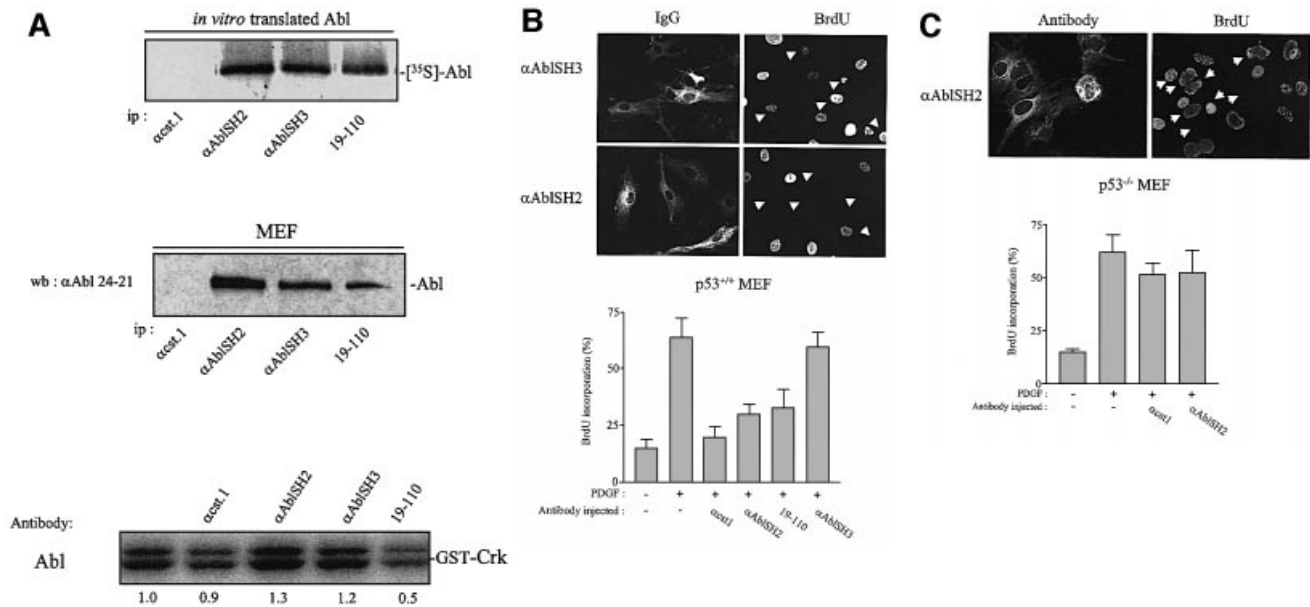 A
in vitro translated Abl
-[³⁵S]-Abl
ip :
αcst.1
αAblSH2
αAblSH3
19-110
MEF
wb : αAbl 24-21
-Abl
ip :
αcst.1
αAblSH2
αAblSH3
19-110
Antibody:
αcst.1
αAblSH2
αAblSH3
19-110
Abl
-GST-Crk
1.0 0.9 1.3 1.2 0.5
B
IgG BrdU
αAblSH3
αAblSH2
p53+/+ MEF
BrdU incorporation (%)
75
50
25
0
PDGF : - + + + + +
Antibody injected : - - αcst1 αAblSH2 19-110 αAblSH3
C
Antibody BrdU
αAblSH2
p53-/- MEF
BrdU incorporation (%)
75
50
25
0
PDGF : - + + +
Antibody injected : - - αcst1 αAblSH2